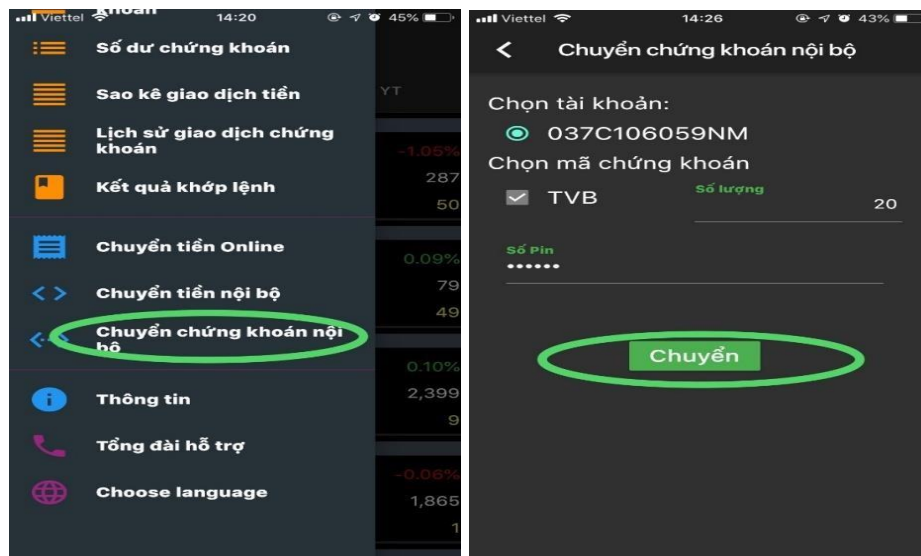 Viettel 14:20 45%
khoán
Số dư chứng khoán
Sao kê giao dịch tiền
YT
Lịch sử giao dịch chứng
khoán
-1.05%
287
Kết quả khớp lệnh
50
Chuyển tiền Online
0.09%
79
Chuyển tiền nội bộ
49
Chuyển chứng khoán nội
bộ
0.10%
Thông tin
2,399
9
Tổng đài hỗ trợ
-0.06%
Choose language
1,865
1
Viettel 14:26 43%
Chuyển chứng khoán nội bộ
Chọn tài khoản:
037C106059NM
Chọn mã chứng khoán
TVB
Số lượng
20
Số Pin
••••••
Chuyển